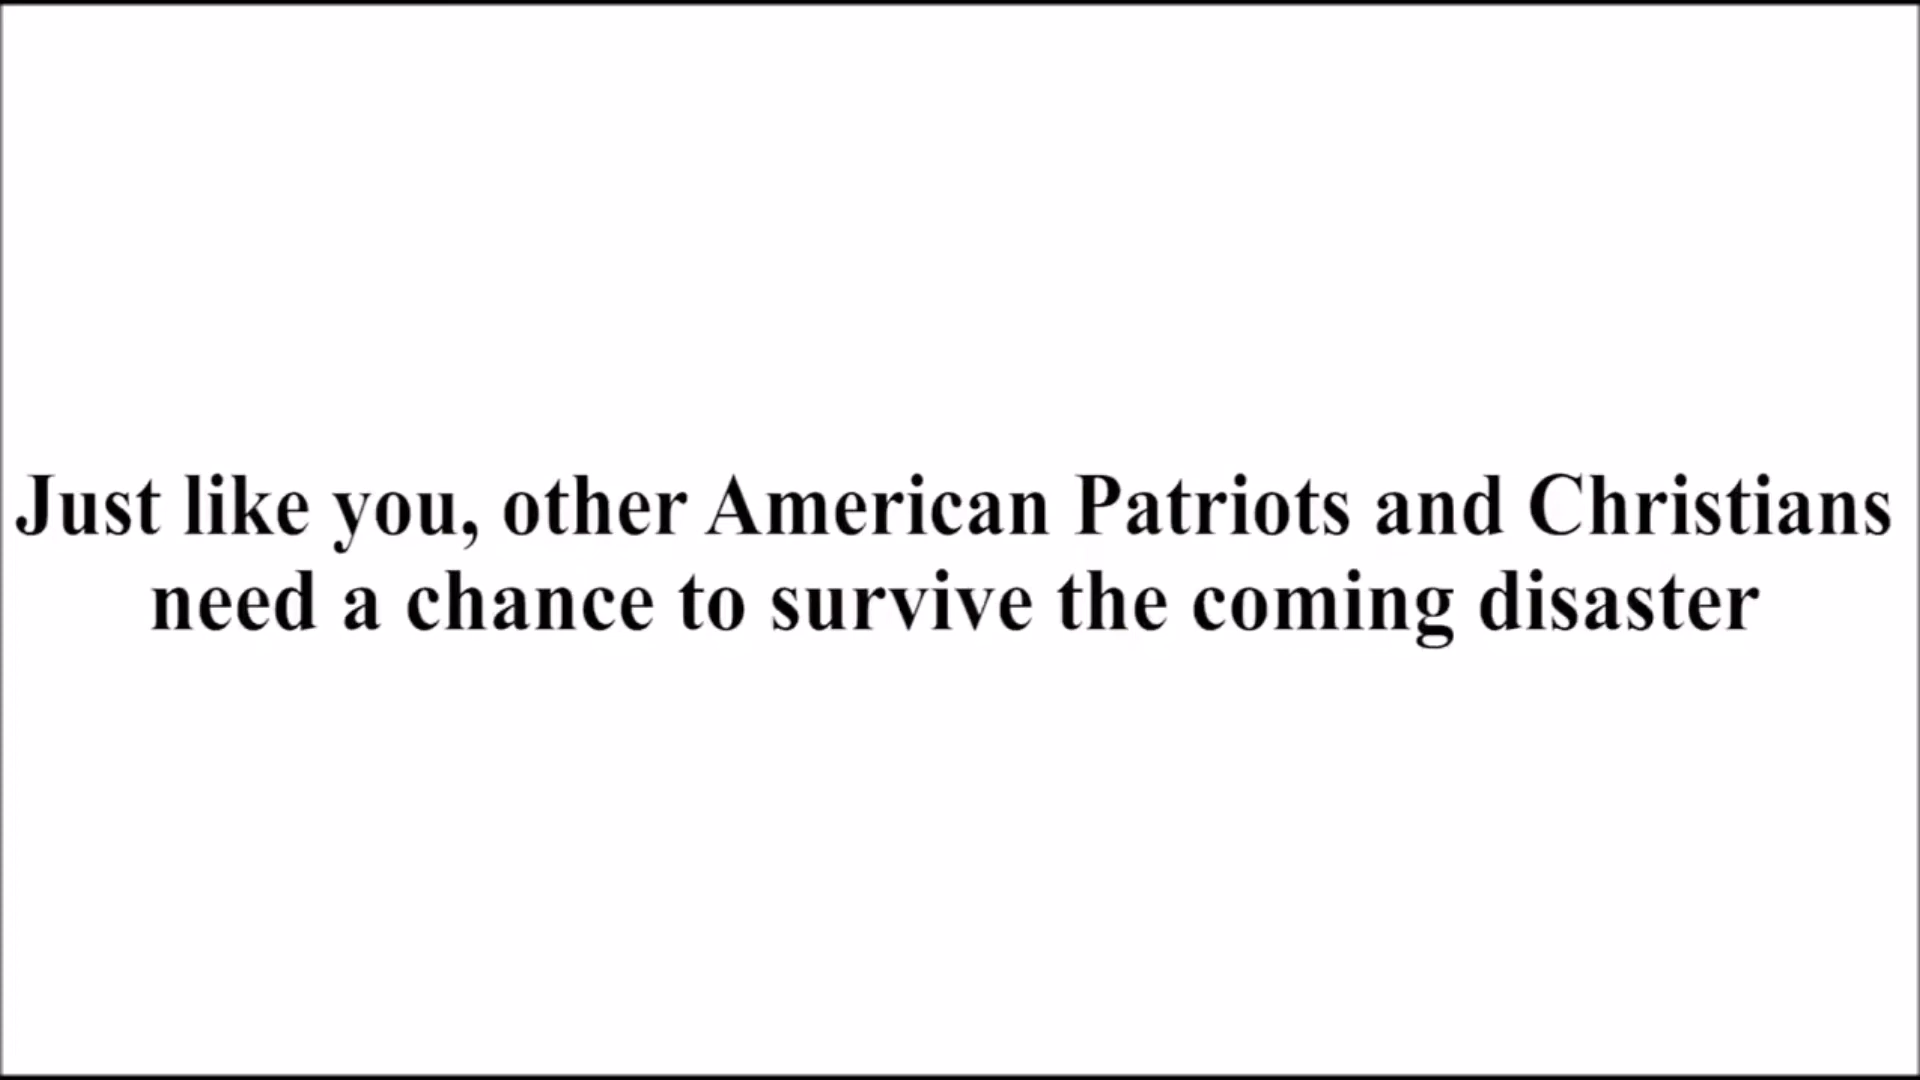 Just like you, other American Patriots and Christians
need a chance to survive the coming disaster